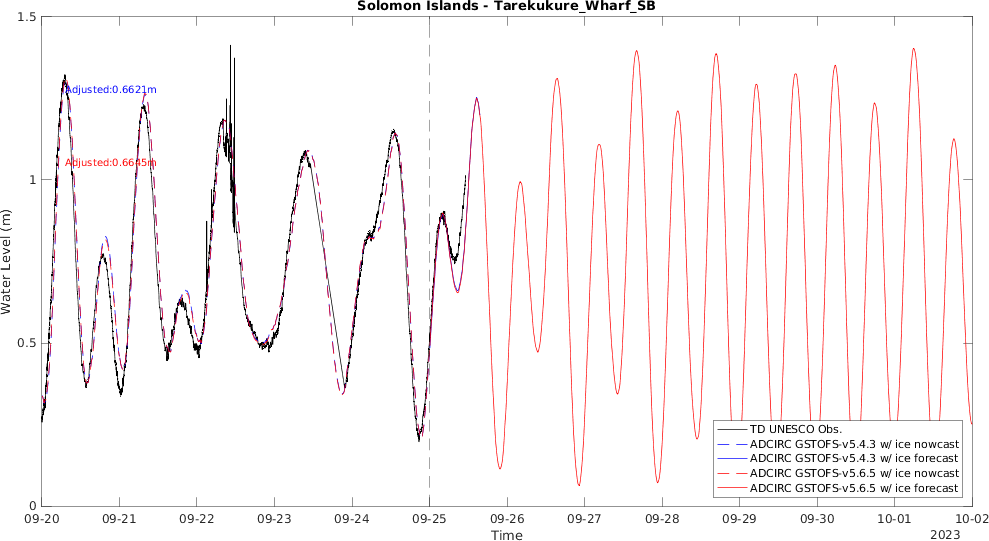 Solomon Islands - Tarekukure_Wharf_SB
1.5
Adjusted:0.6621m
Adjusted:0.6645m
1
Water Level (m)
0.5
0
TD UNESCO Obs.
ADCIRC GSTOFS-v5.4.3 w/ ice nowcast
ADCIRC GSTOFS-v5.4.3 w/ ice forecast
ADCIRC GSTOFS-v5.6.5 w/ ice nowcast
ADCIRC GSTOFS-v5.6.5 w/ ice forecast
09-20 09-21 09-22 09-23 09-24 09-25 09-26 09-27 09-28 09-29 09-30 10-01 10-02
Time
2023